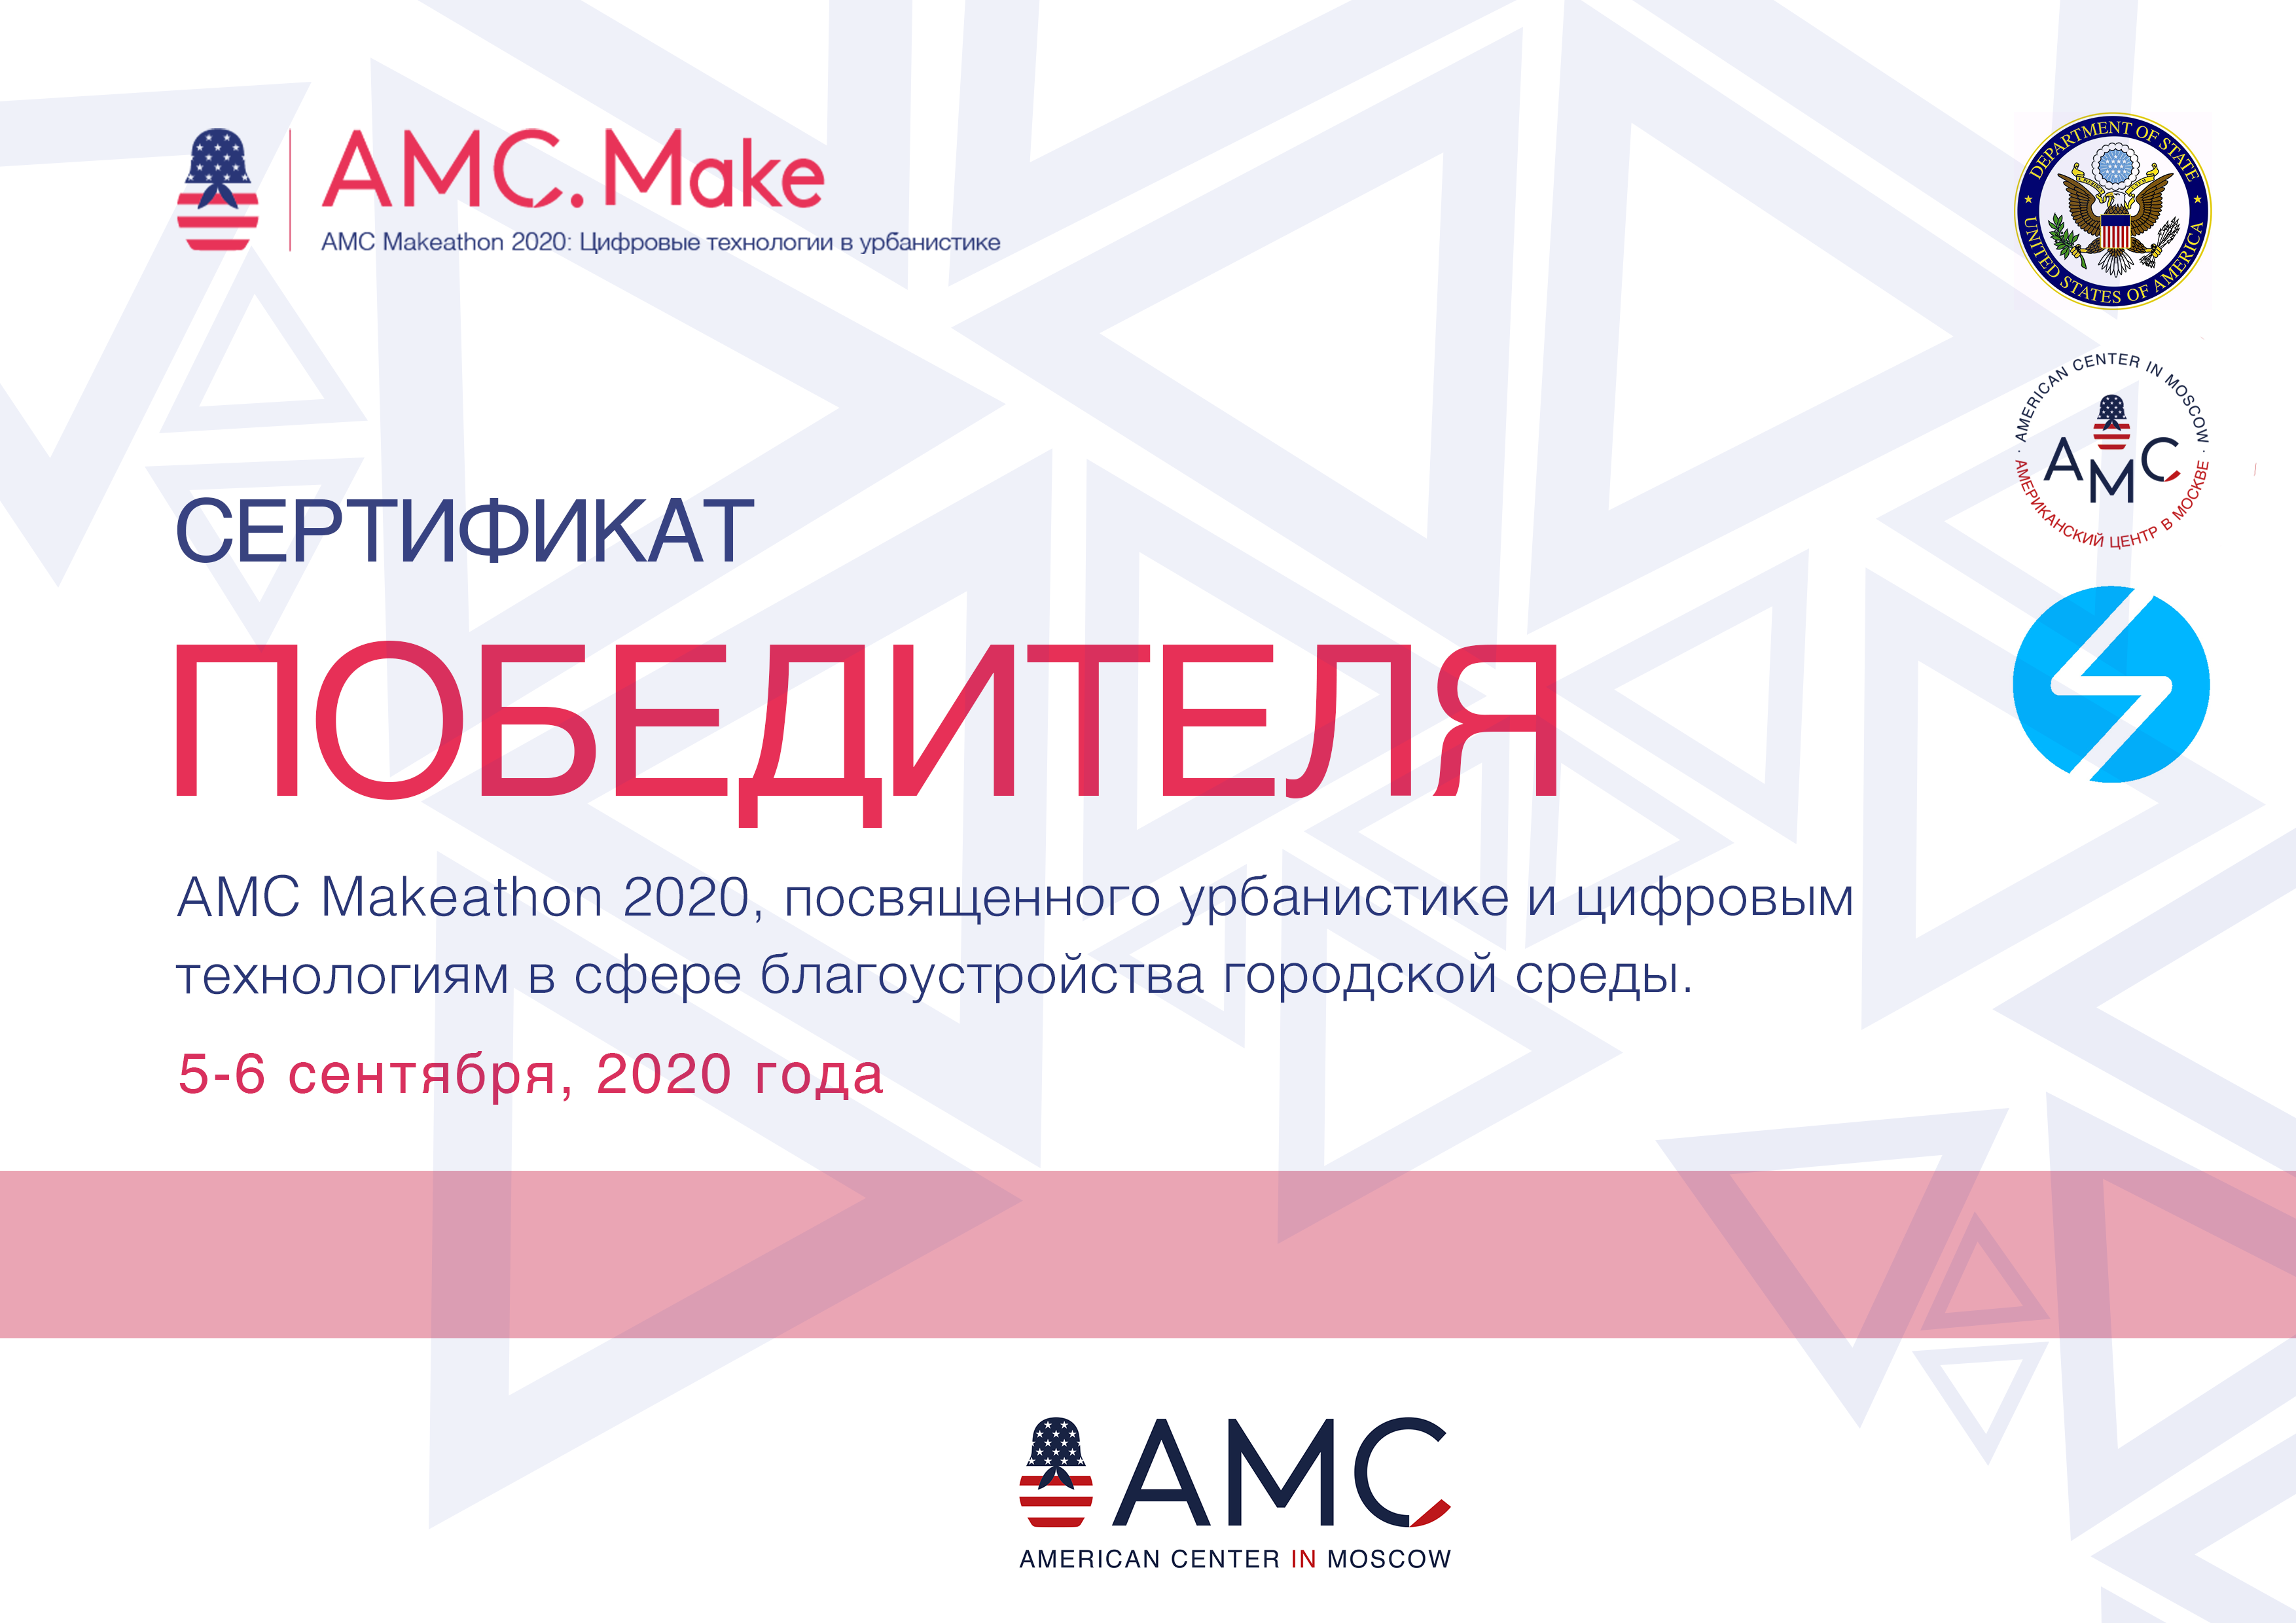 AMC.Make
AMC Makeathon 2020: Цифровые технологии в урбанистике
DEPARTMENT OF STATE
UNITED STATES OF AMERICA
AMERICAN CENTER IN MOSCOW
AMC
АМЕРИКАНСКИЙ ЦЕНТР В МОСКВЕ
СЕРТИФИКАТ
ПОБЕДИТЕЛЯ
AMC Makeathon 2020, посвященного урбанистике и цифровым
технологиям в сфере благоустройства городской среды.
5-6 сентября, 2020 года
AMC
AMERICAN CENTER IN MOSCOW